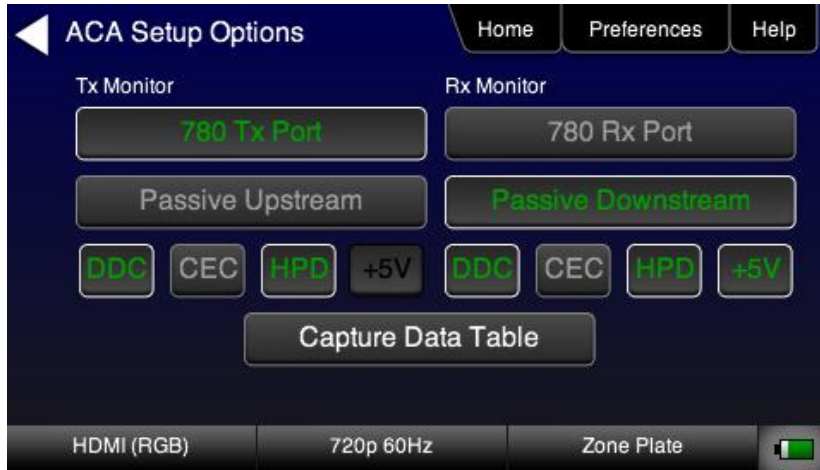 ACA Setup Options
Home
Preferences
Help
Tx Monitor
Rx Monitor
780 Tx Port
780 Rx Port
Passive Upstream
Passive Downstream
DDC CEC HPD +5V DDC CEC HPD +5V
Capture Data Table
HDMI (RGB)
720p 60Hz
Zone Plate